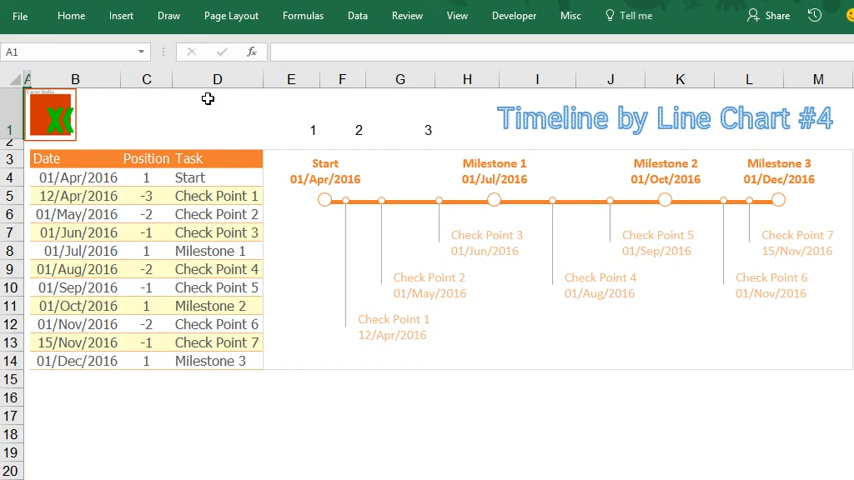 File Home Insert Draw Page Layout Formulas Data Review View Developer Misc Tell me Share
A1 fx
A B C D E F G H I J K L M
1 1 2 3 Timeline by Line Chart #4
2
3 Date Position Task
4 01/Apr/2016 1 Start
5 12/Apr/2016 -3 Check Point 1
6 01/May/2016 -2 Check Point 2
7 01/Jun/2016 -1 Check Point 3
8 01/Jul/2016 1 Milestone 1
9 01/Aug/2016 -2 Check Point 4
10 01/Sep/2016 -1 Check Point 5
11 01/Oct/2016 1 Milestone 2
12 01/Nov/2016 -2 Check Point 6
13 15/Nov/2016 -1 Check Point 7
14 01/Dec/2016 1 Milestone 3
15
16
17
18
19
20
Start Milestone 1 Milestone 2 Milestone 3
01/Apr/2016 01/Jul/2016 01/Oct/2016 01/Dec/2016
Check Point 3 Check Point 5 Check Point 7
01/Jun/2016 01/Sep/2016 15/Nov/2016
Check Point 2 Check Point 4 Check Point 6
01/May/2016 01/Aug/2016 01/Nov/2016
Check Point 1
12/Apr/2016